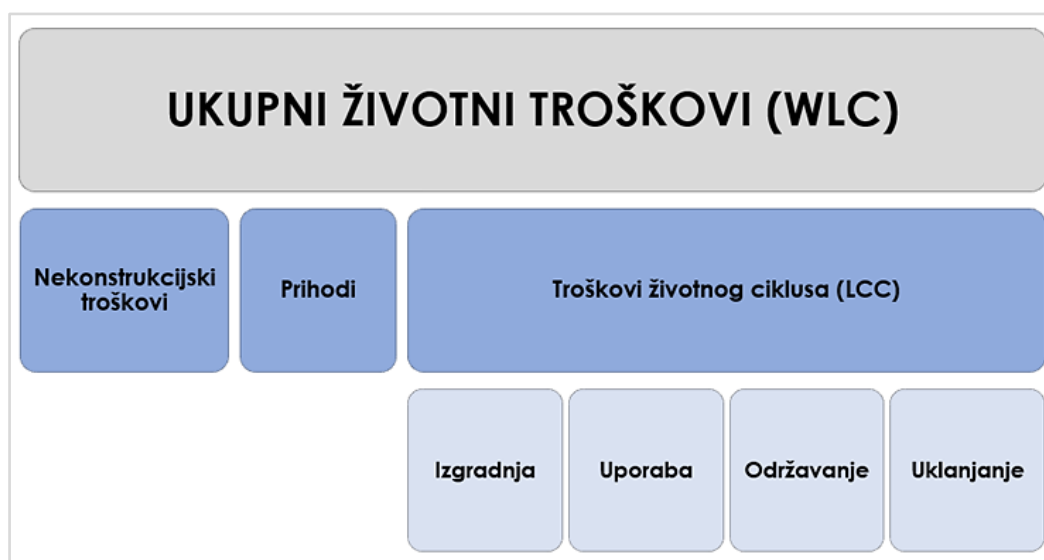 UKUPNI ŽIVOTNI TROŠKOVI (WLC)
Nekonstrukcijski
troškovi
Prihodi
Troškovi životnog ciklusa (LCC)
Izgradnja
Uporaba
Održavanje
Uklanjanje